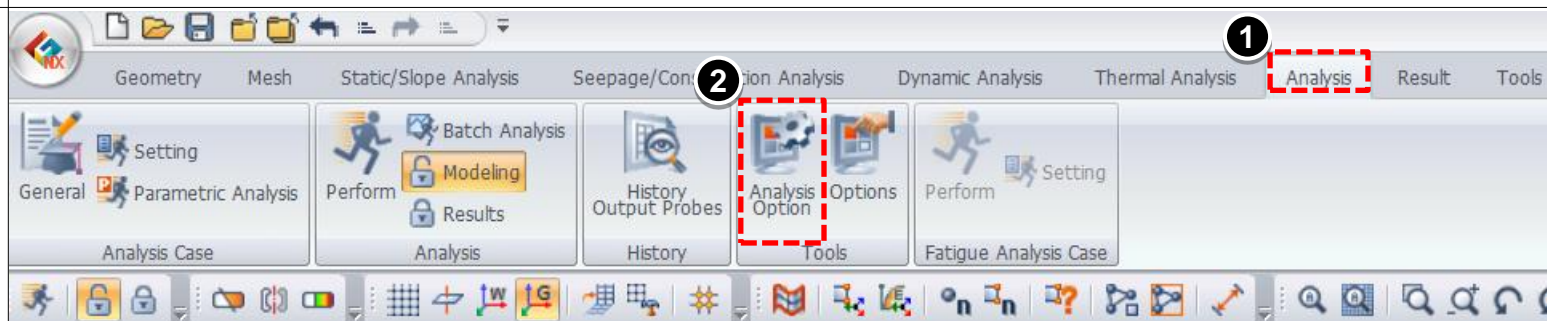 1
NX
Geometry Mesh Static/Slope Analysis Seepage/Cons tion Analysis Dynamic Analysis Thermal Analysis Analysis Result Tools
2
Setting
Parametric Analysis
General
Analysis Case
Perform
Batch Analysis
Modeling
Results
Analysis
History
Output Probes
History
Analysis
Option
Options
Tools
Perform
Setting
Fatigue Analysis Case
W
G
n
n